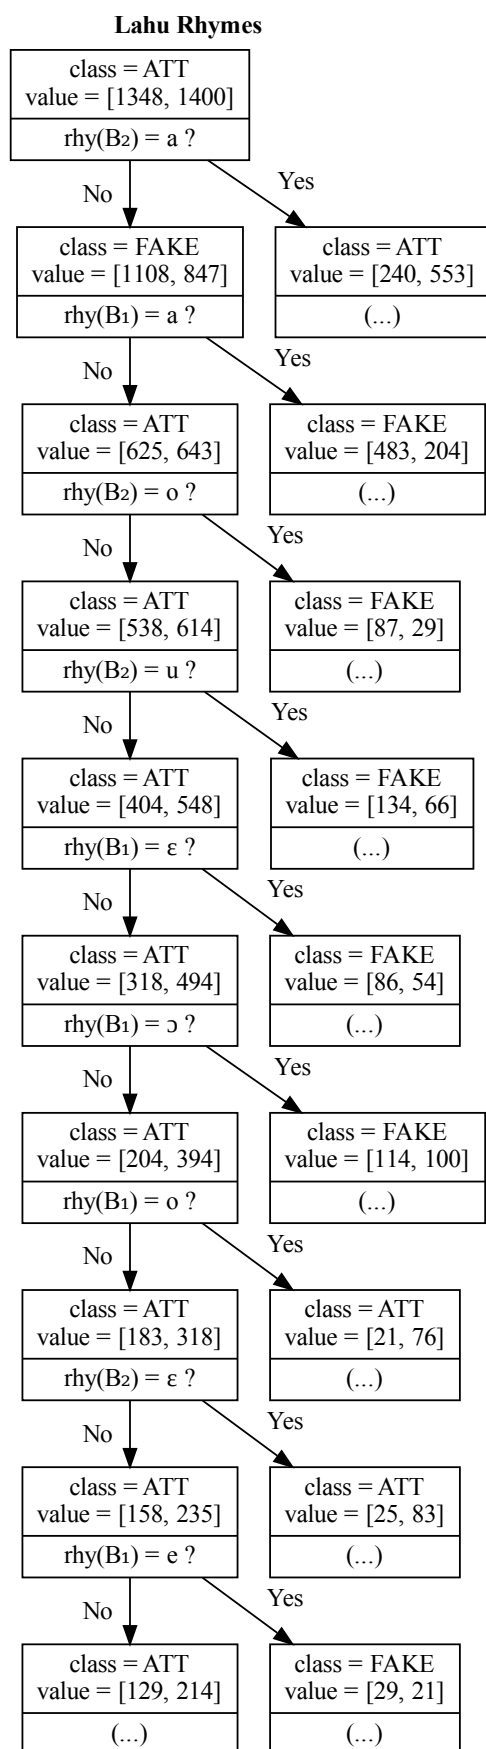 Lahu Rhymes
class = ATT
value = [1348, 1400]
rhy(B₂) = a ?
No
Yes
class = FAKE
value = [1108, 847]
rhy(B₁) = a ?
class = ATT
value = [240, 553]
(...)
No
Yes
class = ATT
value = [625, 643]
rhy(B₂) = o ?
class = FAKE
value = [483, 204]
(...)
No
Yes
class = ATT
value = [538, 614]
rhy(B₂) = u ?
class = FAKE
value = [87, 29]
(...)
No
Yes
class = ATT
value = [404, 548]
rhy(B₁) = ɛ ?
class = FAKE
value = [134, 66]
(...)
No
Yes
class = ATT
value = [318, 494]
rhy(B₁) = ɔ ?
class = FAKE
value = [86, 54]
(...)
No
Yes
class = ATT
value = [204, 394]
rhy(B₁) = o ?
class = FAKE
value = [114, 100]
(...)
No
Yes
class = ATT
value = [183, 318]
rhy(B₂) = ɛ ?
class = ATT
value = [21, 76]
(...)
No
Yes
class = ATT
value = [158, 235]
rhy(B₁) = e ?
class = ATT
value = [25, 83]
(...)
No
Yes
class = ATT
value = [129, 214]
(...)
class = FAKE
value = [29, 21]
(...)